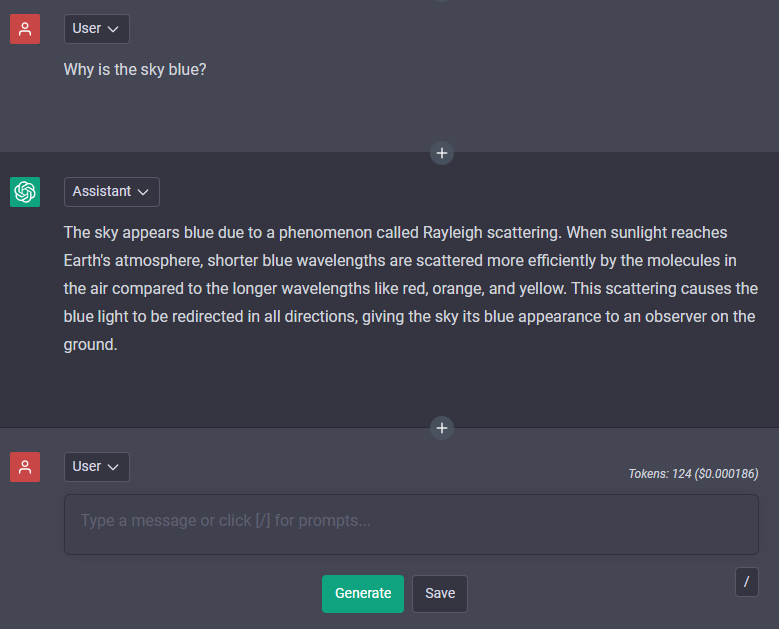 User
Why is the sky blue?
Assistant
The sky appears blue due to a phenomenon called Rayleigh scattering. When sunlight reaches
Earth's atmosphere, shorter blue wavelengths are scattered more efficiently by the molecules in
the air compared to the longer wavelengths like red, orange, and yellow. This scattering causes the
blue light to be redirected in all directions, giving the sky its blue appearance to an observer on the
ground.
User
Tokens: 124 ($0.000186)
Type a message or click [/] for prompts...
/
Generate Save